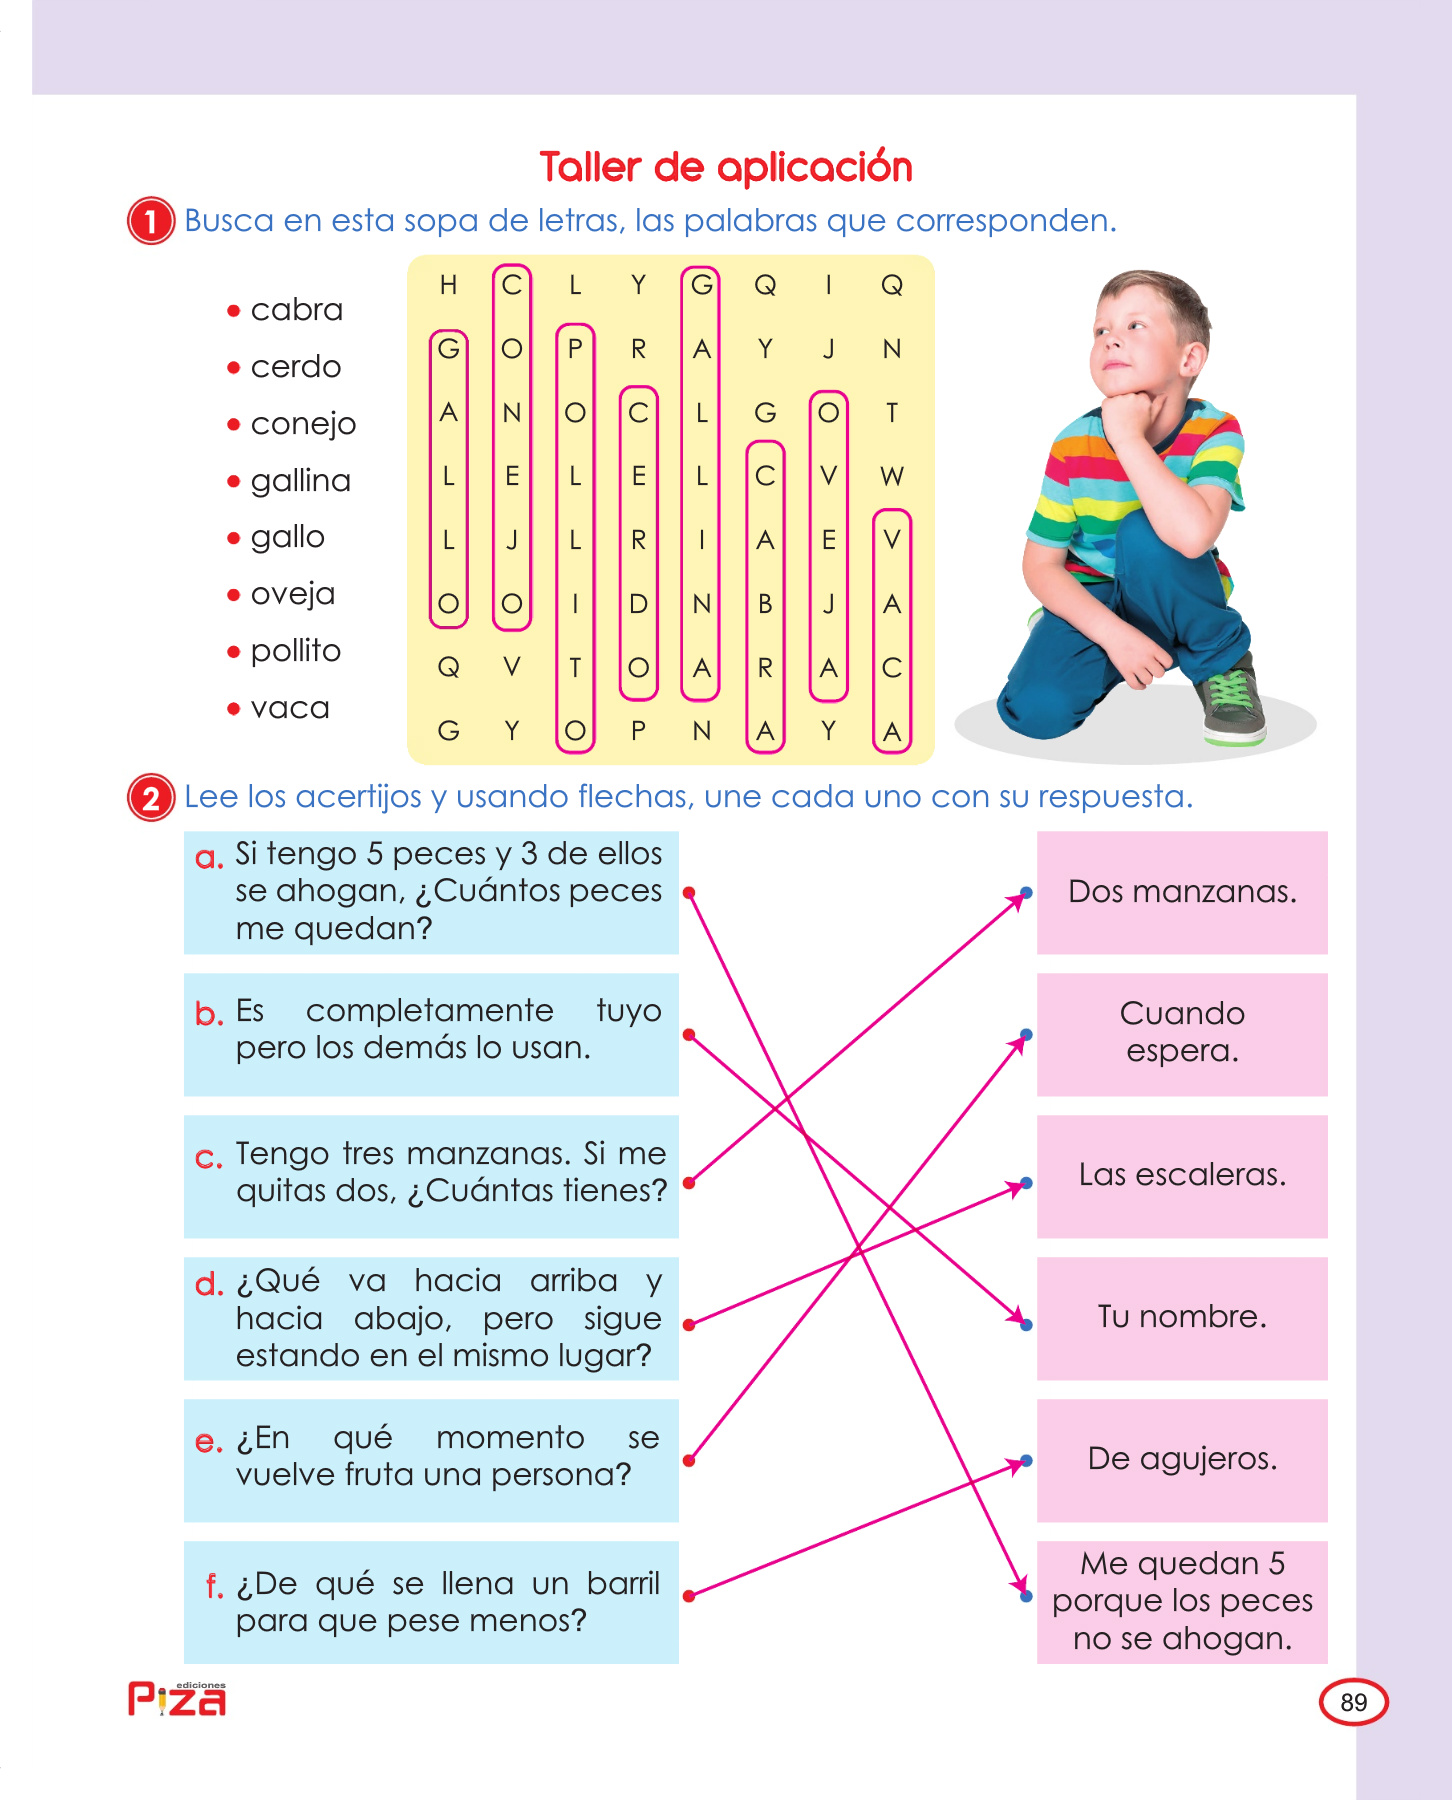 Taller de aplicación
1 Busca en esta sopa de letras, las palabras que corresponden.
• cabra
• cerdo
• conejo
• gallina
• gallo
• oveja
• pollito
• vaca
H C L Y G Q I Q
G O P R A Y J N
A N O C L G O T
L E L E L C V W
L J L R I A E V
O O I D N B J A
Q V T O A R A C
G Y O P N A Y A
2 Lee los acertijos y usando flechas, une cada uno con su respuesta.
a. Si tengo 5 peces y 3 de ellos
se ahogan, ¿Cuántos peces
me quedan?
b. Es completamente tuyo
pero los demás lo usan.
c. Tengo tres manzanas. Si me
quitas dos, ¿Cuántas tienes?
d. ¿Qué va hacia arriba y
hacia abajo, pero sigue
estando en el mismo lugar?
e. ¿En qué momento se
vuelve fruta una persona?
f. ¿De qué se llena un barril
para que pese menos?
Dos manzanas.
Cuando
espera.
Las escaleras.
Tu nombre.
De agujeros.
Me quedan 5
porque los peces
no se ahogan.
ediciones
Piza
89